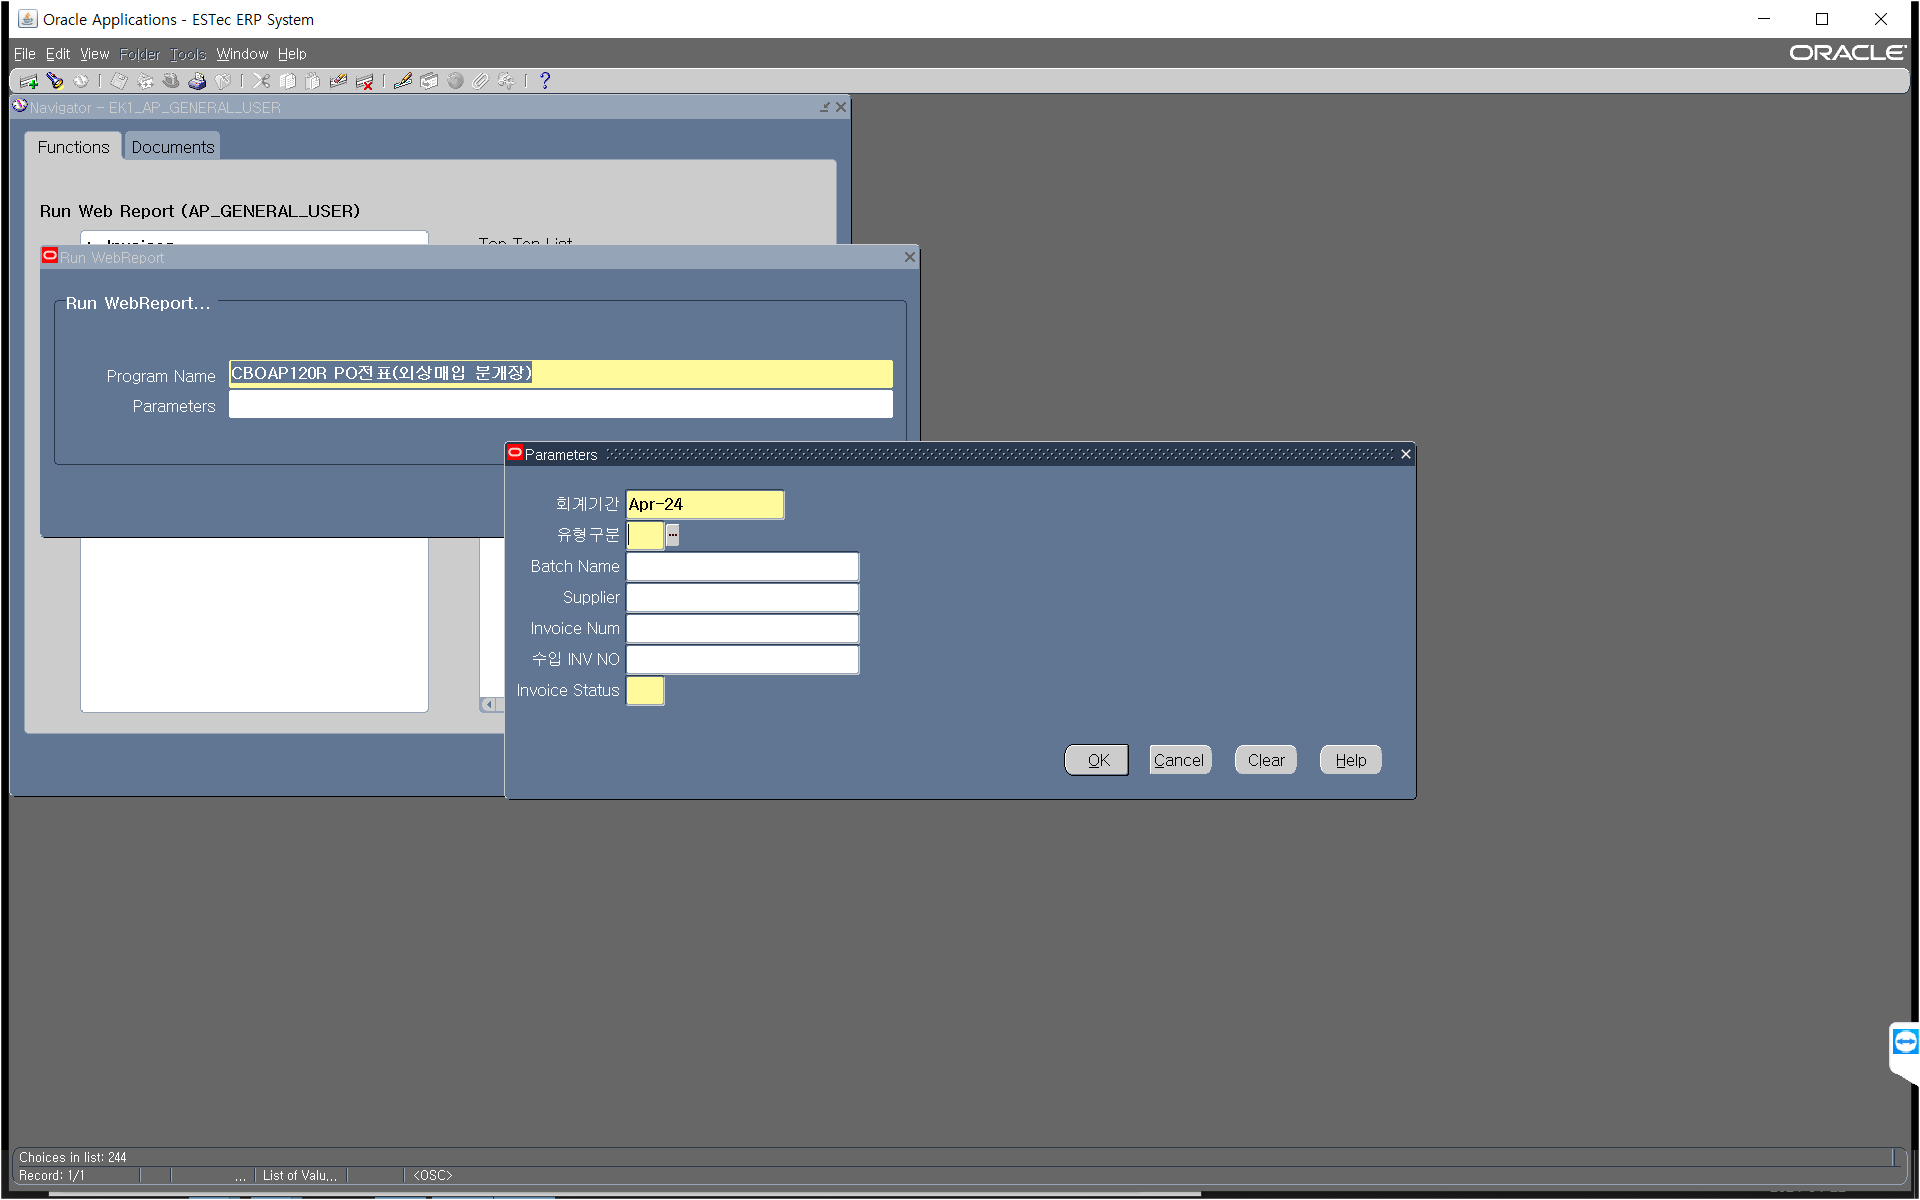 Oracle Applications - ESTec ERP System
File Edit View Folder Tools Window Help
ORACLE
Navigator - EK1_AP_GENERAL_USER
Functions Documents
Run Web Report (AP_GENERAL_USER)
Top Ten List
Run WebReport
Run WebReport...
Program Name CBOAP120R PO전표(외상매입 분개장)
Parameters
Parameters
회계기간 Apr-24
유형구분
Batch Name
Supplier
Invoice Num
수입 INV NO
Invoice Status
OK Cancel Clear Help
Choices in list: 244
Record: 1/1 ... List of Valu... <OSC>